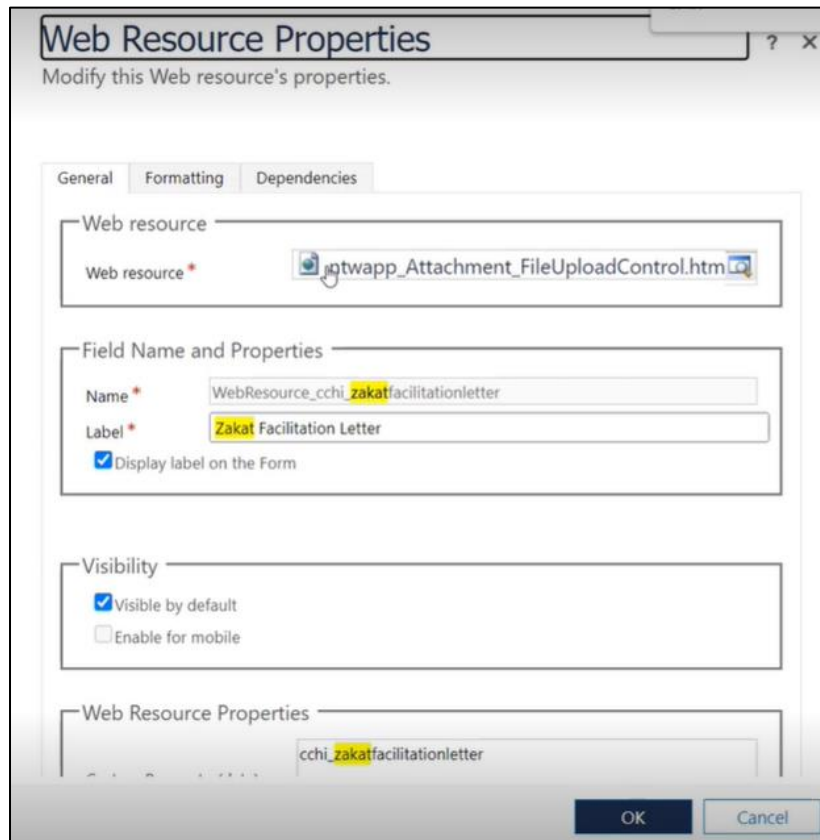 Web Resource Properties
? ×
Modify this Web resource's properties.
General Formatting Dependencies
Web resource
Web resource * ntwapp_Attachment_FileUploadControl.htm
Field Name and Properties
Name * WebResource_cchi_zakatfacilitationletter
Label * Zakat Facilitation Letter
Display label on the Form
Visibility
Visible by default
Enable for mobile
Web Resource Properties
cchi_zakatfacilitationletter
OK Cancel